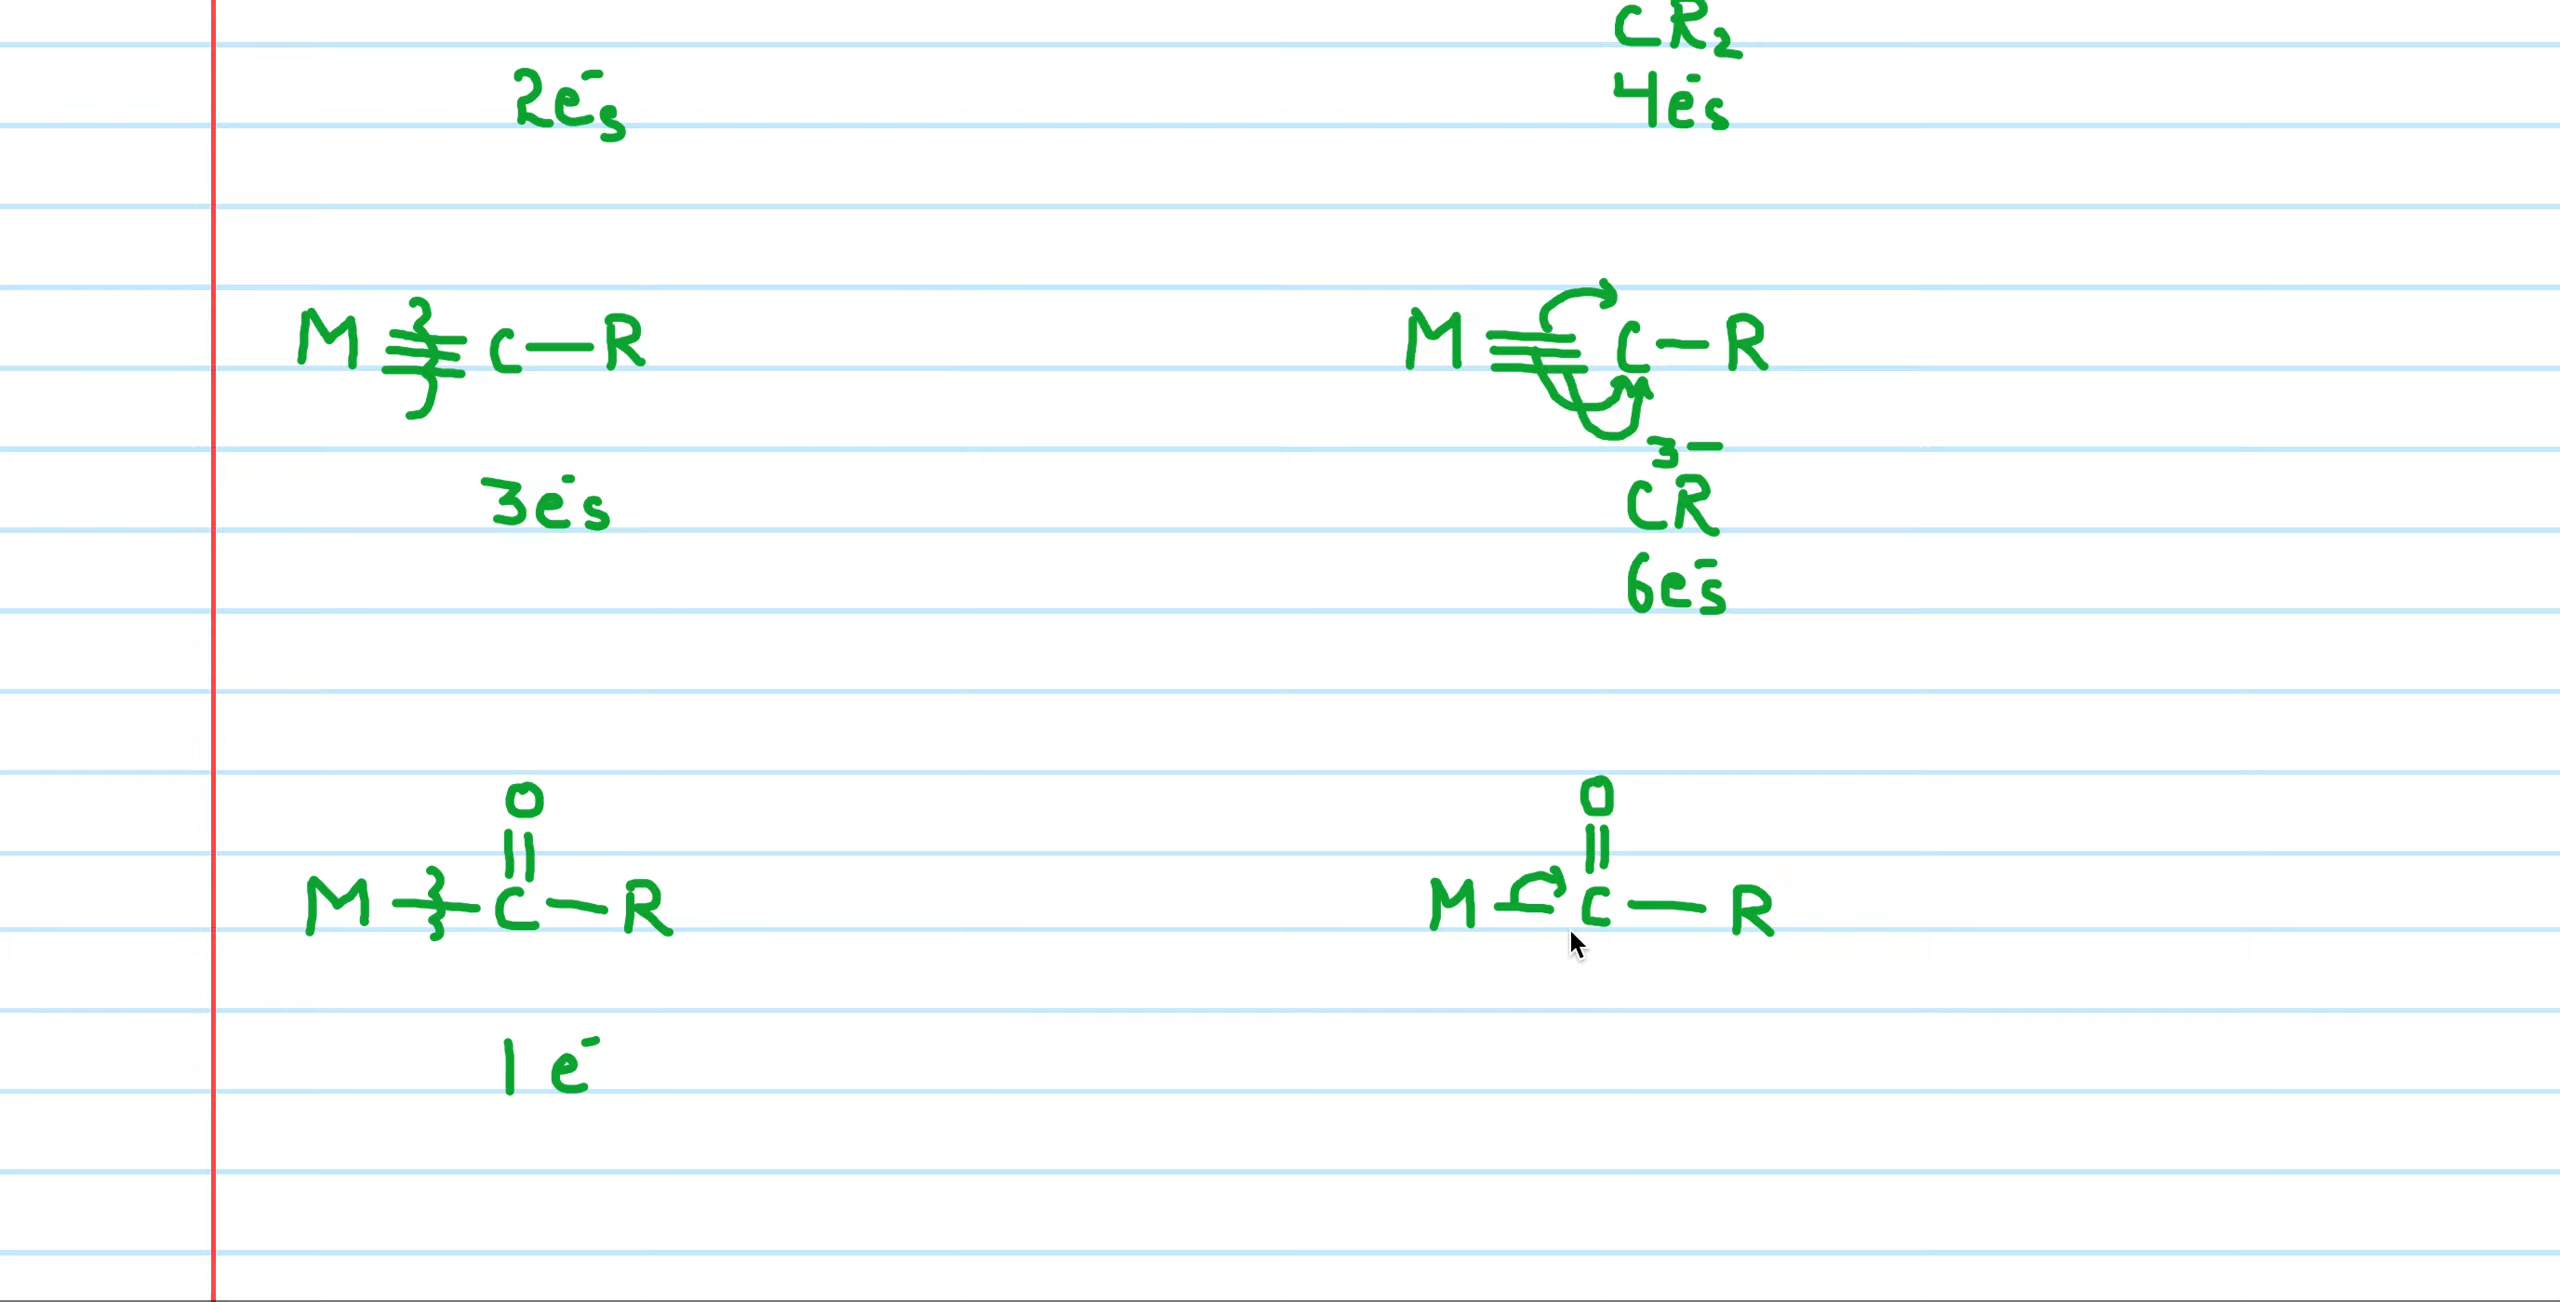 CR₂
2e⁻s
4e⁻s
M≡C—R
M≡C—R
3−
3e⁻s
CR
6e⁻s
O
O
||
||
M—C—R
M—C—R
1 e⁻